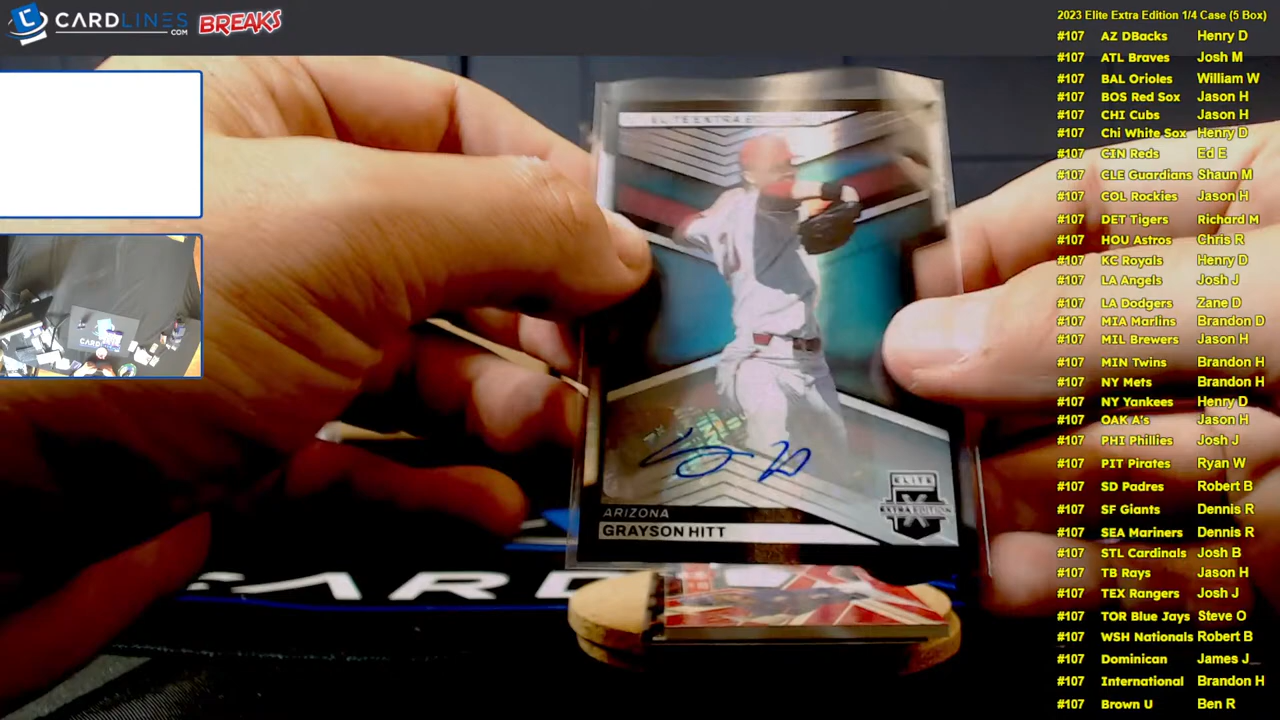 CARDLINES
.COM
BREAKS
ELITE EXTRA EDITION
ARIZONA
GRAYSON HITT
ELITE
X
EXTRA EDITION
CARD
2023 Elite Extra Edition 1/4 Case (5 Box)
#107 AZ DBacks Henry D
#107 ATL Braves Josh M
#107 BAL Orioles William W
#107 BOS Red Sox Jason H
#107 CHI Cubs Jason H
#107 Chi White Sox Henry D
#107 CIN Reds Ed E
#107 CLE Guardians Shaun M
#107 COL Rockies Jason H
#107 DET Tigers Richard M
#107 HOU Astros Chris R
#107 KC Royals Henry D
#107 LA Angels Josh J
#107 LA Dodgers Zane D
#107 MIA Marlins Brandon D
#107 MIL Brewers Jason H
#107 MIN Twins Brandon H
#107 NY Mets Brandon H
#107 NY Yankees Henry D
#107 OAK A's Jason H
#107 PHI Phillies Josh J
#107 PIT Pirates Ryan W
#107 SD Padres Robert B
#107 SF Giants Dennis R
#107 SEA Mariners Dennis R
#107 STL Cardinals Josh B
#107 TB Rays Jason H
#107 TEX Rangers Josh J
#107 TOR Blue Jays Steve O
#107 WSH Nationals Robert B
#107 Dominican James J
#107 International Brandon H
#107 Brown U Ben R